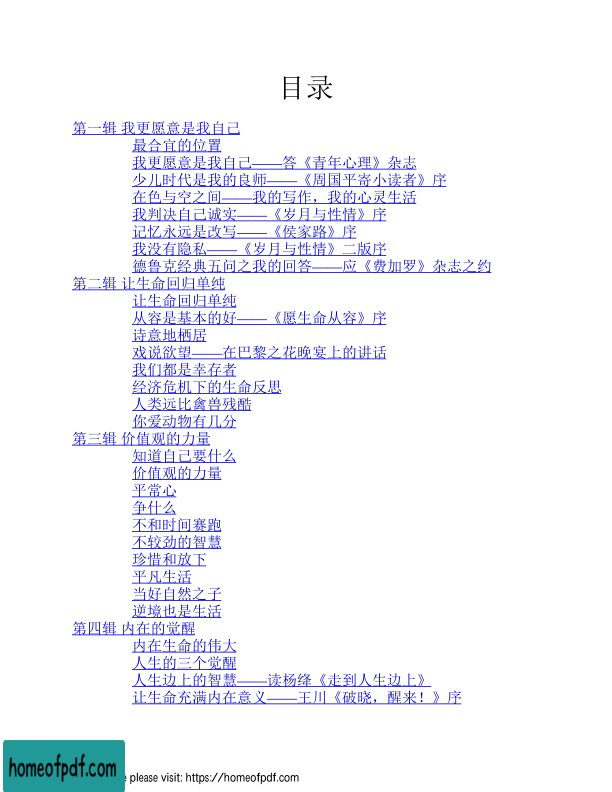 目录
第一辑 我更愿意是我自己
最合宜的位置
我更愿意是我自己——答《青年心理》杂志
少儿时代是我的良师——《周国平寄小读者》序
在色与空之间——我的写作，我的心灵生活
我判决自己诚实——《岁月与性情》序
记忆永远是改写——《侯家路》序
我没有隐私——《岁月与性情》二版序
德鲁克经典五问之我的回答——应《费加罗》杂志之约
第二辑 让生命回归单纯
让生命回归单纯
从容是基本的好——《愿生命从容》序
诗意地栖居
戏说欲望——在巴黎之花晚宴上的讲话
我们都是幸存者
经济危机下的生命反思
人类远比禽兽残酷
你爱动物有几分
第三辑 价值观的力量
知道自己要什么
价值观的力量
平常心
争什么
不和时间赛跑
不较劲的智慧
珍惜和放下
平凡生活
当好自然之子
逆境也是生活
第四辑 内在的觉醒
内在生命的伟大
人生的三个觉醒
人生边上的智慧——读杨绛《走到人生边上》
让生命充满内在意义——王川《破晓，醒来！》序
homeofpdf.com
please visit: https://homeofpdf.com